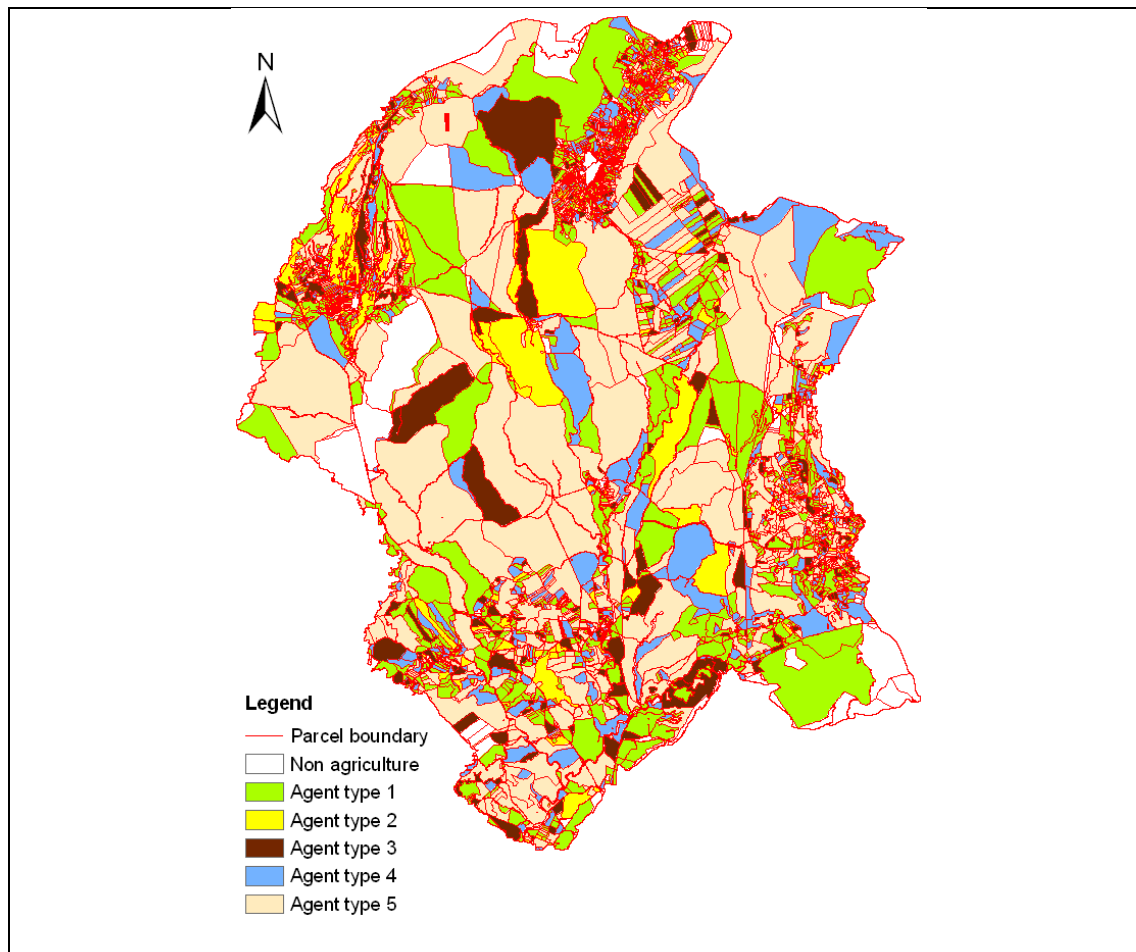 N
Legend
Parcel boundary
Non agriculture
Agent type 1
Agent type 2
Agent type 3
Agent type 4
Agent type 5